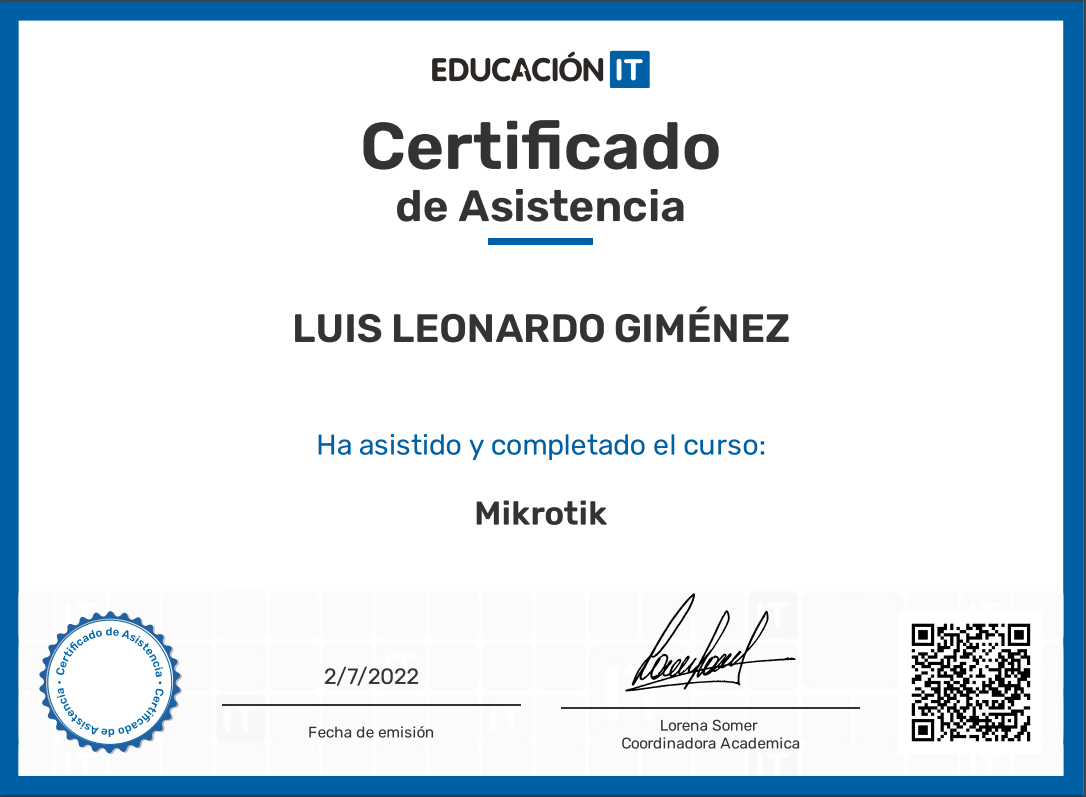 EDUCACIÓN IT
Certificado
de Asistencia
LUIS LEONARDO GIMÉNEZ
Ha asistido y completado el curso:
Mikrotik
Certificado de Asistencia • Certificado de Asistencia •
2/7/2022
Fecha de emisión
Lorena Somer
Coordinadora Academica